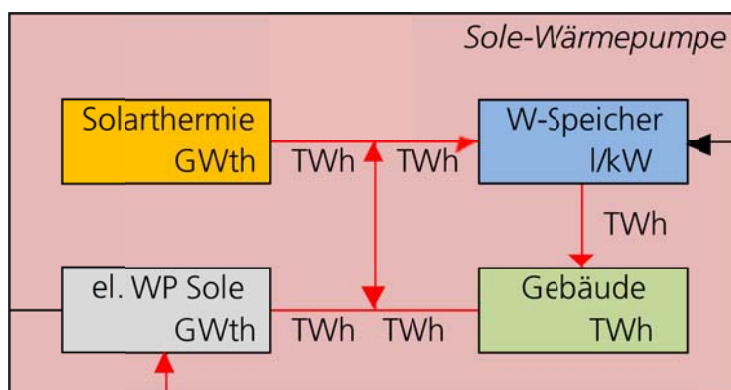 Sole-Wärmepumpe
Solarthermie
GWth
TWh
TWh
W-Speicher
l/kW
TWh
el. WP Sole
GWth
TWh
TWh
Gebäude
TWh